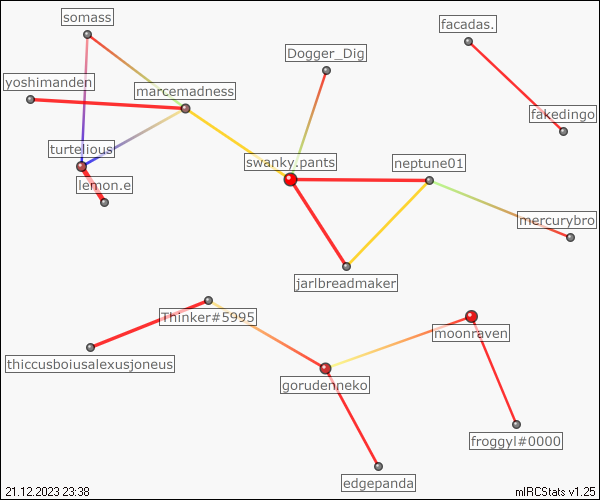 somass
facadas.
Dogger_Dig
yoshimanden
marcemadness
fakedingo
turtelious
swanky.pants
neptune01
lemon.e
mercurybro
jarlbreadmaker
Thinker#5995
moonraven
thiccusboiusalexusjoneus
gorudenneko
froggyl#0000
edgepanda
21.12.2023 23:38
mIRCStats v1.25